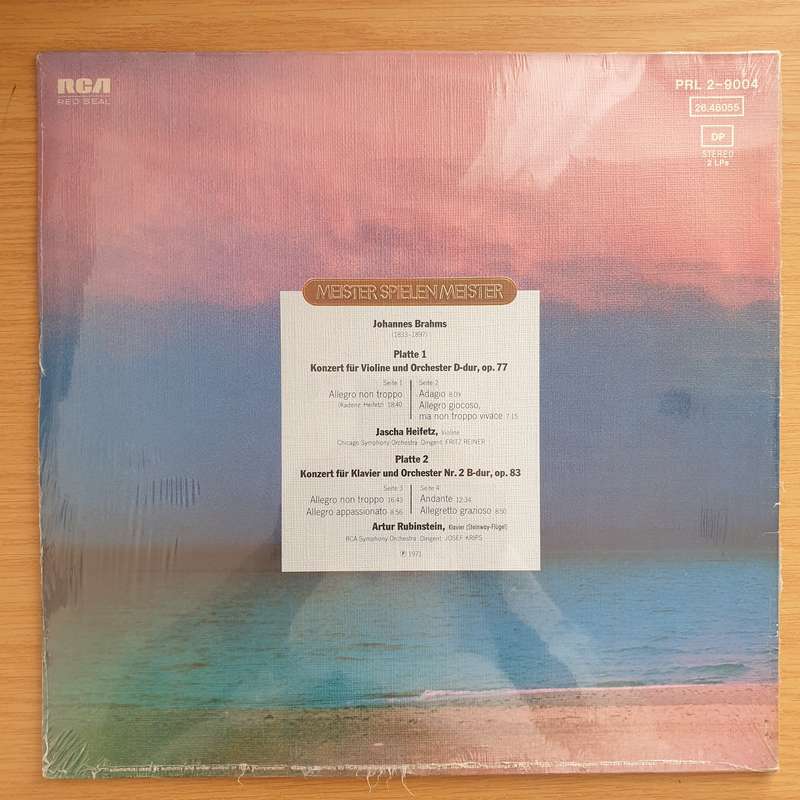 RCA
RED SEAL
PRL 2-9004
26.48055
DP
STEREO
2 LPs
MEISTER SPIELEN MEISTER
Johannes Brahms
(1833-1897)
Platte 1
Konzert für Violine und Orchester D-dur, op. 77
Seite 1
Allegro non troppo
(Kadenz: Heifetz) 18:40
Seite 2
Adagio 8:09
Allegro giocoso,
ma non troppo vivace 7:15
Jascha Heifetz, Violine
Chicago Symphony Orchestra · Dirigent: FRITZ REINER
Platte 2
Konzert für Klavier und Orchester Nr. 2 B-dur, op. 83
Seite 3
Allegro non troppo 16:43
Allegro appassionato 8:56
Seite 4
Andante 12:34
Allegretto grazioso 8:50
Artur Rubinstein, Klavier (Steinway-Flügel)
RCA Symphony Orchestra · Dirigent: JOSEF KRIPS
℗ 1971